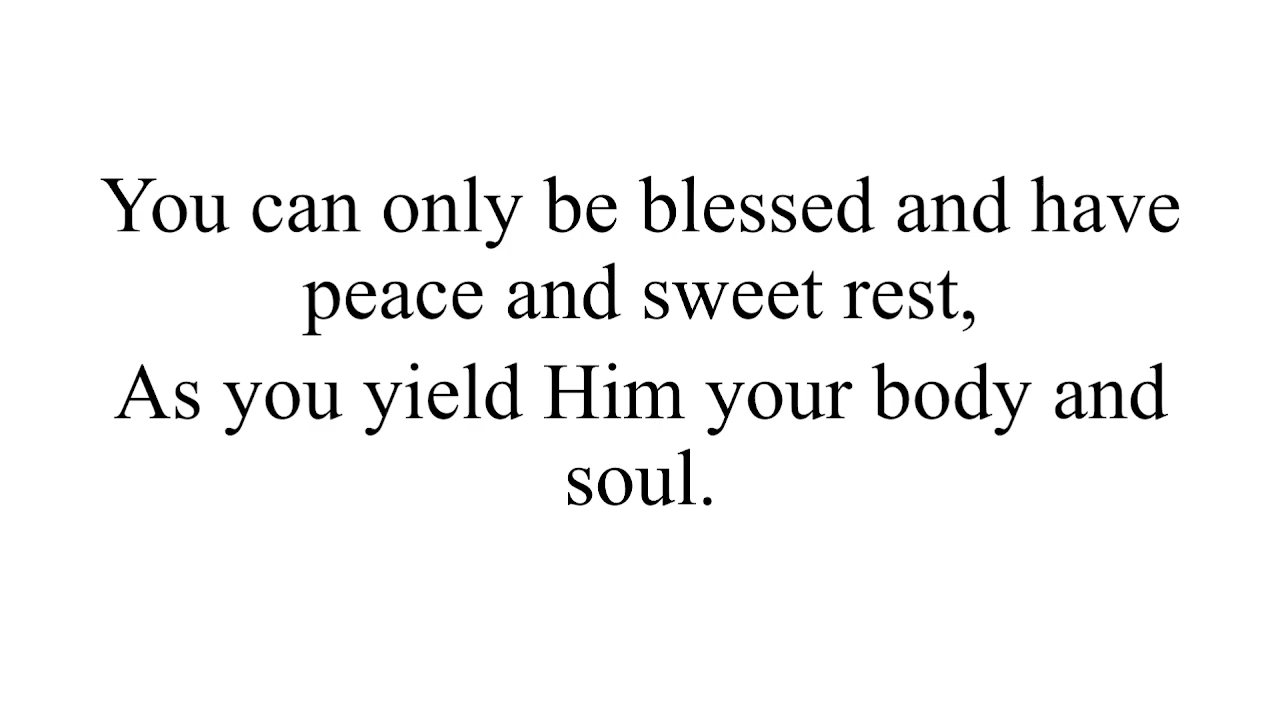 You can only be blessed and have
peace and sweet rest,
As you yield Him your body and
soul.